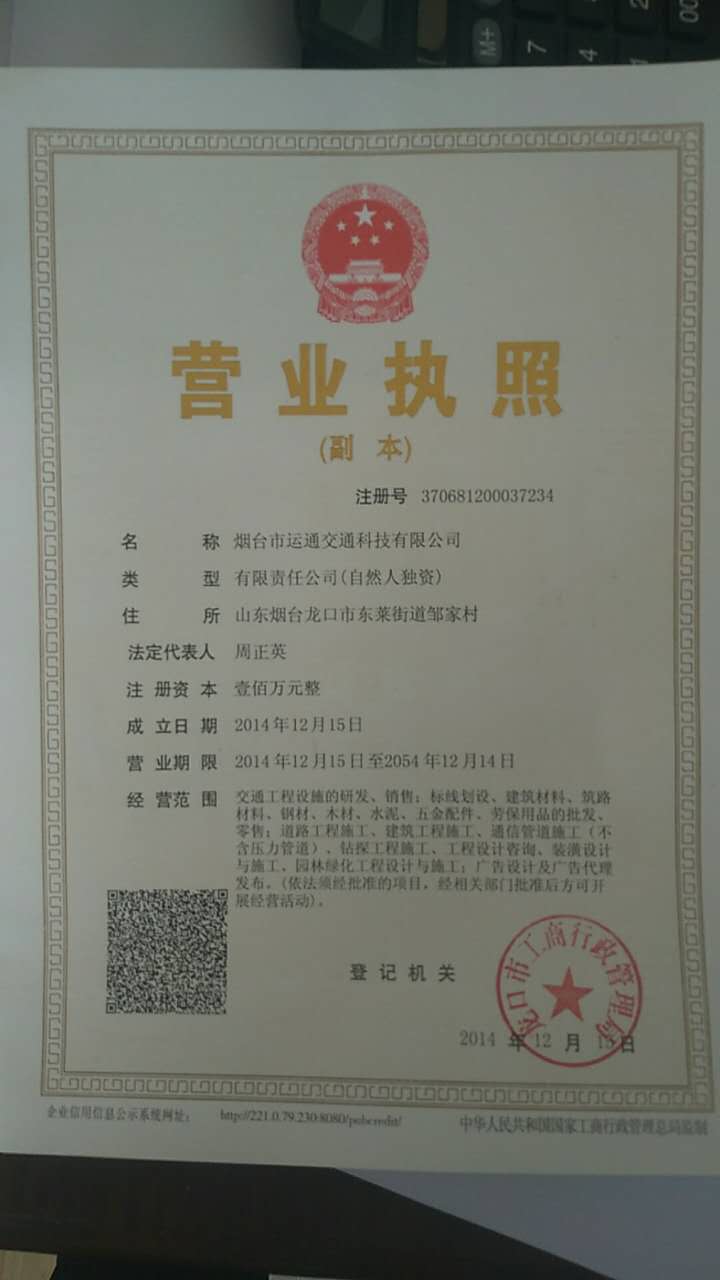 M+
7
4
00
营业执照
(副 本)
注册号 370681200037234
名 称 烟台市运通交通科技有限公司
类 型 有限责任公司(自然人独资)
住 所 山东烟台龙口市东莱街道邹家村
法定代表人 周正英
注册资本 壹佰万元整
成立日期 2014年12月15日
营业期限 2014年12月15日至2054年12月14日
经营范围 交通工程设施的研发、销售；标线划设、建筑材料、筑路
材料、钢材、木材、水泥、五金配件、劳保用品的批发、
零售；道路工程施工、建筑工程施工、通信管道施工（不
含压力管道）、钻探工程施工、工程设计咨询、装潢设计
与施工、园林绿化工程设计与施工；广告设计及广告代理
发布。(依法须经批准的项目，经相关部门批准后方可开
展经营活动)。
登记机关
龙口市工商行政管理局
2014 年 12 月 15 日
企业信用信息公示系统网址： http://221.0.79.230:8080/pubcredit/ 中华人民共和国国家工商行政管理总局监制